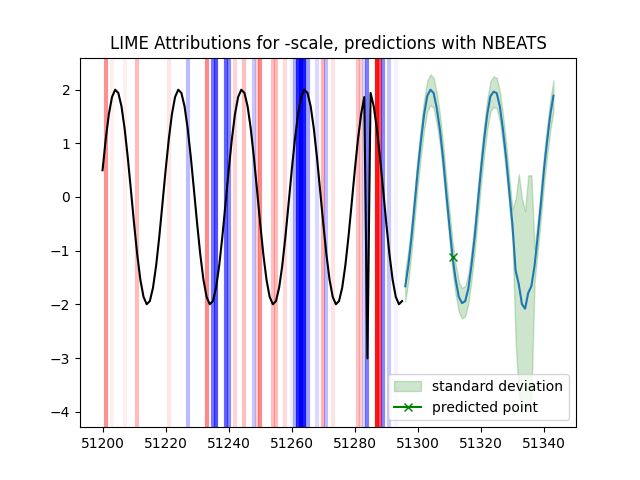 LIME Attributions for -scale, predictions with NBEATS
2
1
0
−1
−2
−3
−4
standard deviation
predicted point
51200 51220 51240 51260 51280 51300 51320 51340